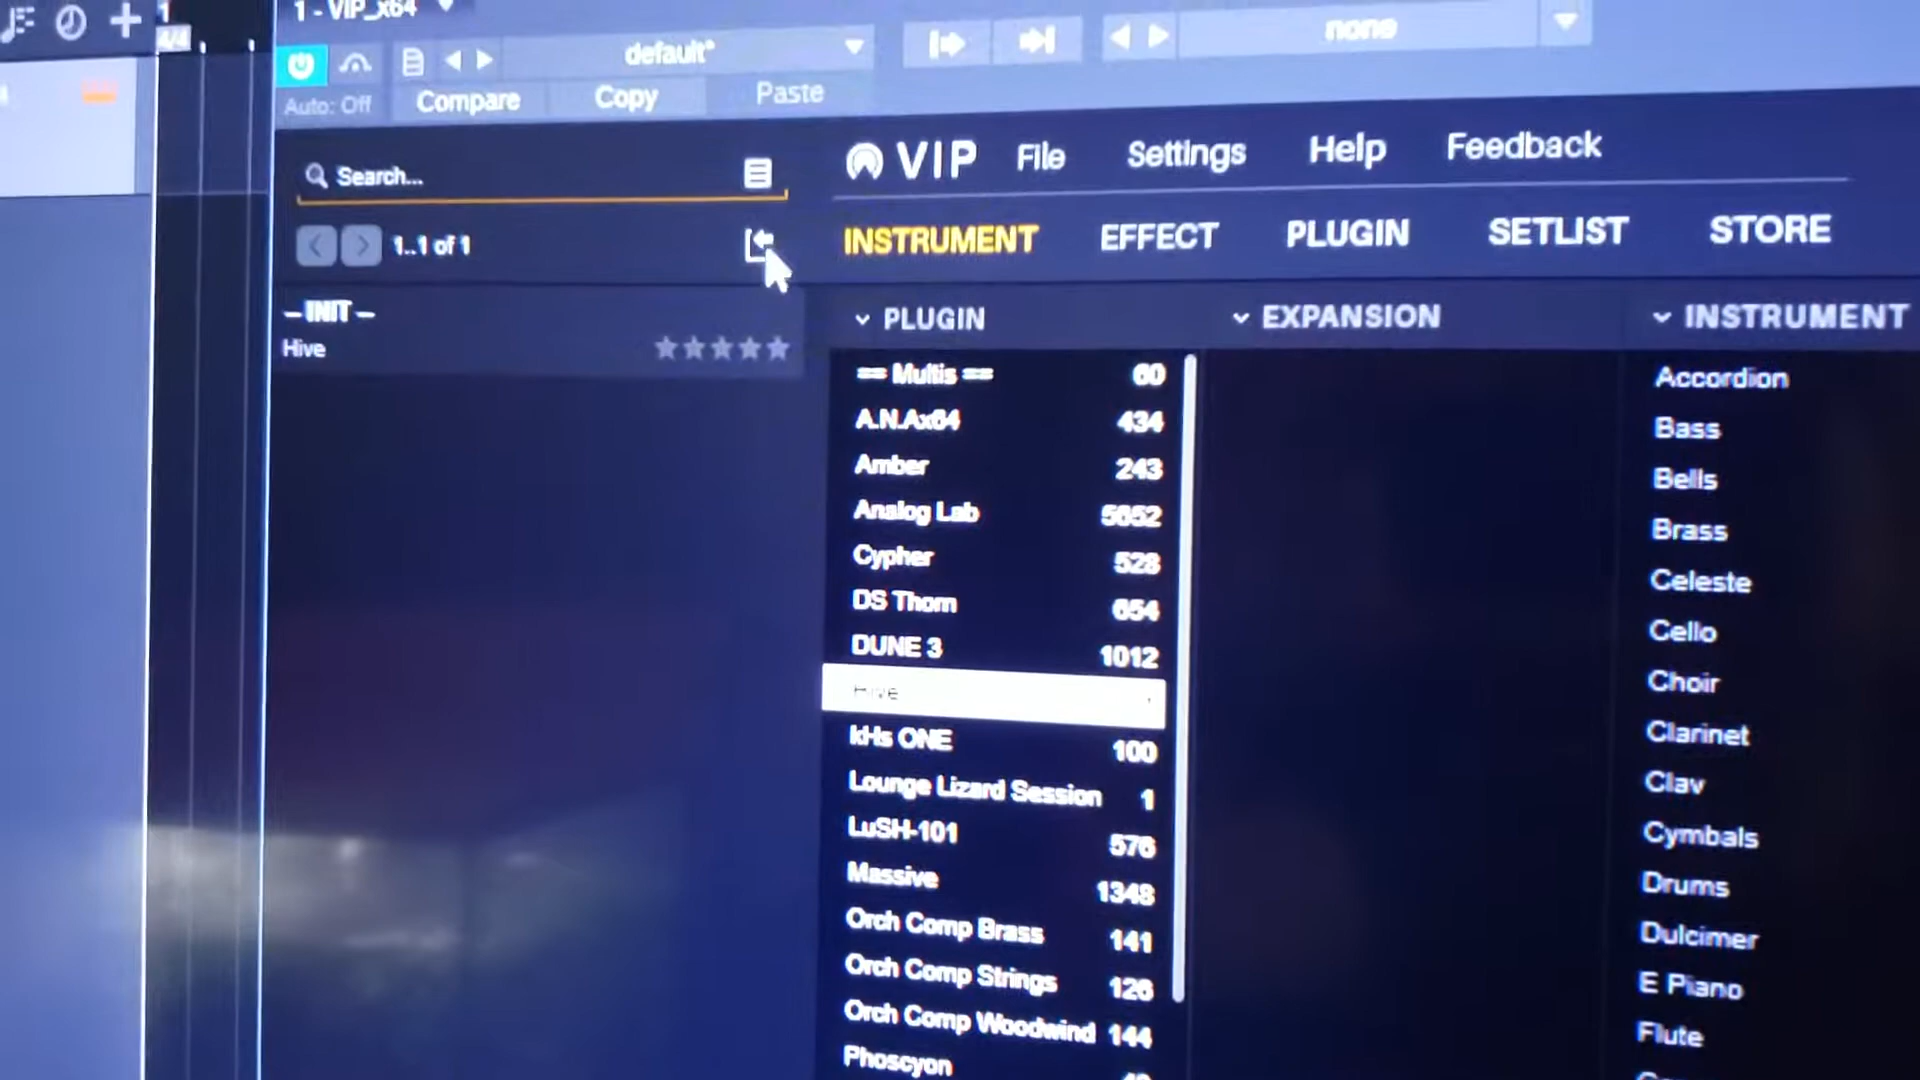 1 - VIP_x64
4/4
default*
none
Auto: Off
Compare
Copy
Paste
Search...
VIP
File
Settings
Help
Feedback
1..1 of 1
INSTRUMENT
EFFECT
PLUGIN
SETLIST
STORE
– INIT –
Hive
PLUGIN
EXPANSION
INSTRUMENT
== Multis == 60
A.N.Ax64 434
Amber 243
Analog Lab 5652
Cypher 528
DS Thorn 654
DUNE 3 1012
Hive
kHs ONE 100
Lounge Lizard Session 1
LuSH-101 576
Massive 1348
Orch Comp Brass 141
Orch Comp Strings 126
Orch Comp Woodwind 144
Phoscyon
Accordion
Bass
Bells
Brass
Celeste
Cello
Choir
Clarinet
Clav
Cymbals
Drums
Dulcimer
E Piano
Flute